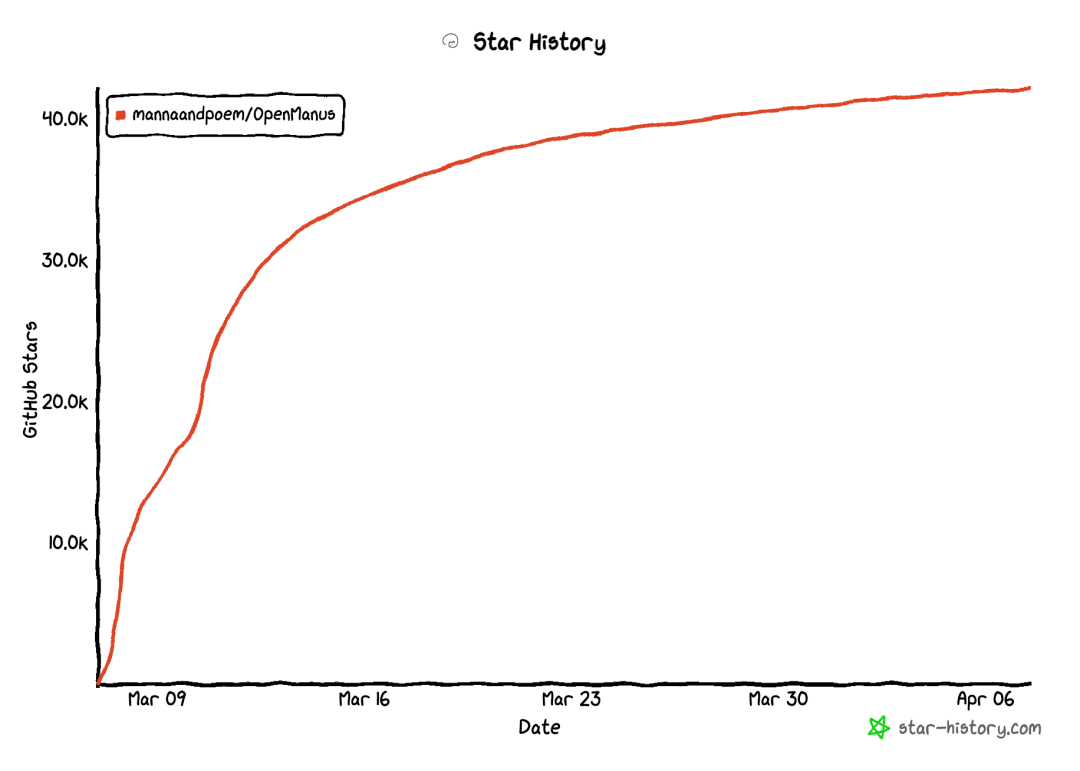 Star History
mannaandpoem/OpenManus
40.0K
30.0K
20.0K
10.0K
GitHub Stars
Mar 09 Mar 16 Mar 23 Mar 30 Apr 06
Date
star-history.com